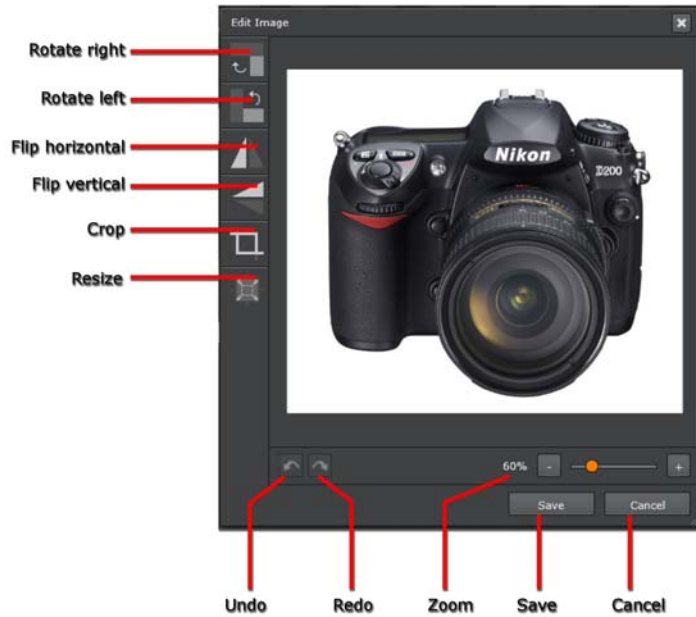 Edit Image
Rotate right
Rotate left
Flip horizontal
Flip vertical
Crop
Resize
Nikon
D200
60%
-
+
Save
Cancel
Undo
Redo
Zoom
Save
Cancel